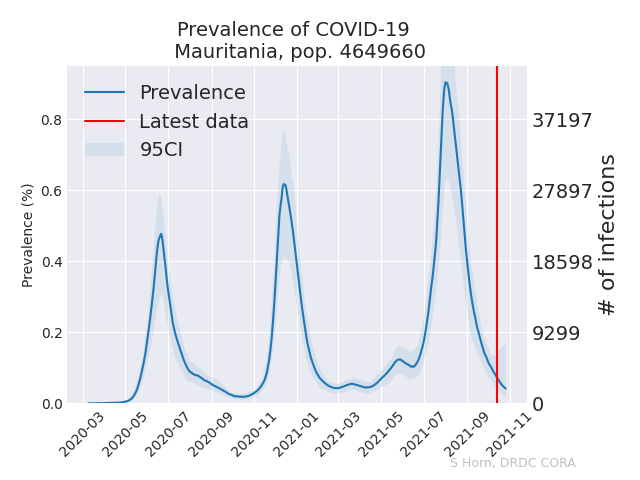 Prevalence of COVID-19
Mauritania, pop. 4649660
Prevalence
Latest data
95CI
Prevalence (%)
0.8
0.6
0.4
0.2
0.0
37197
27897
18598
9299
0
# of infections
2020-03
2020-05
2020-07
2020-09
2020-11
2021-01
2021-03
2021-05
2021-07
2021-09
2021-11
S Horn, DRDC CORA